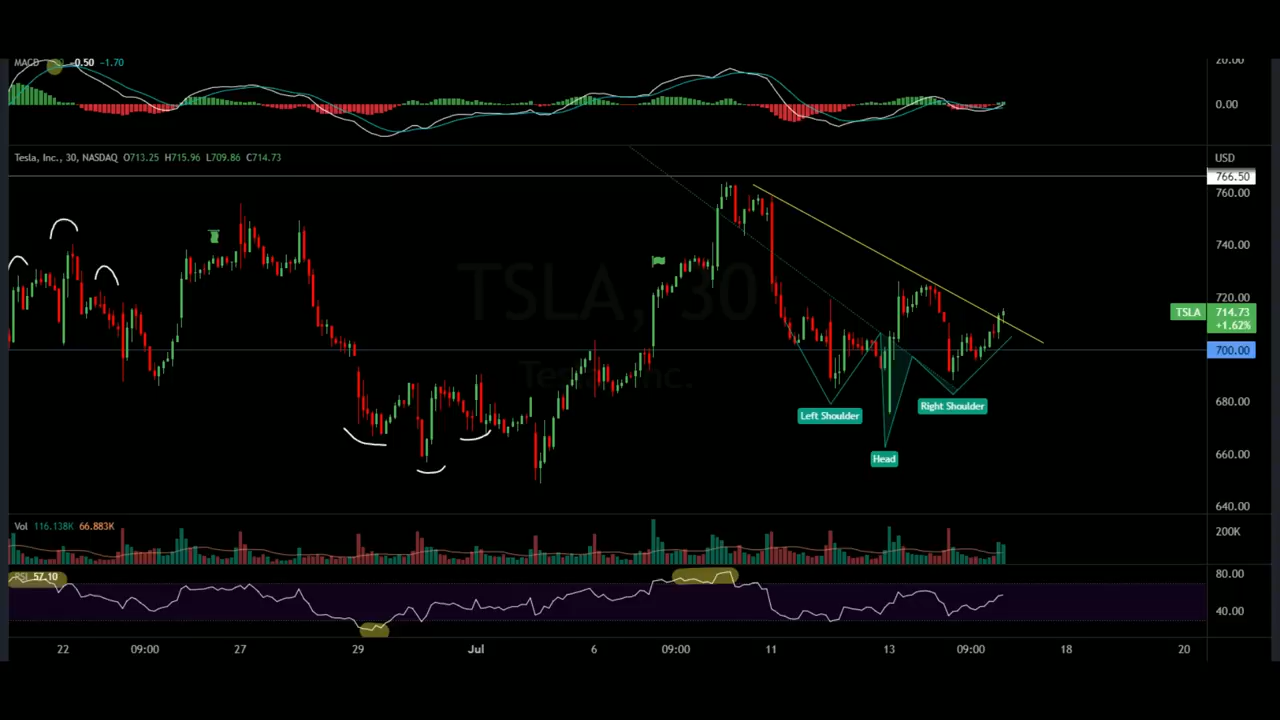 MACD -0.50 -1.70
20.00
0.00
Tesla, Inc., 30, NASDAQ O713.25 H715.96 L709.86 C714.73
USD
766.50
760.00
740.00
720.00
TSLA, 30
TSLA 714.73
+1.62%
700.00
Tesla, Inc.
680.00
Left Shoulder
Right Shoulder
Head
660.00
640.00
Vol 116.138K 66.883K
200K
RSI 57.10
80.00
40.00
22 09:00 27 29 Jul 6 09:00 11 13 09:00 18 20